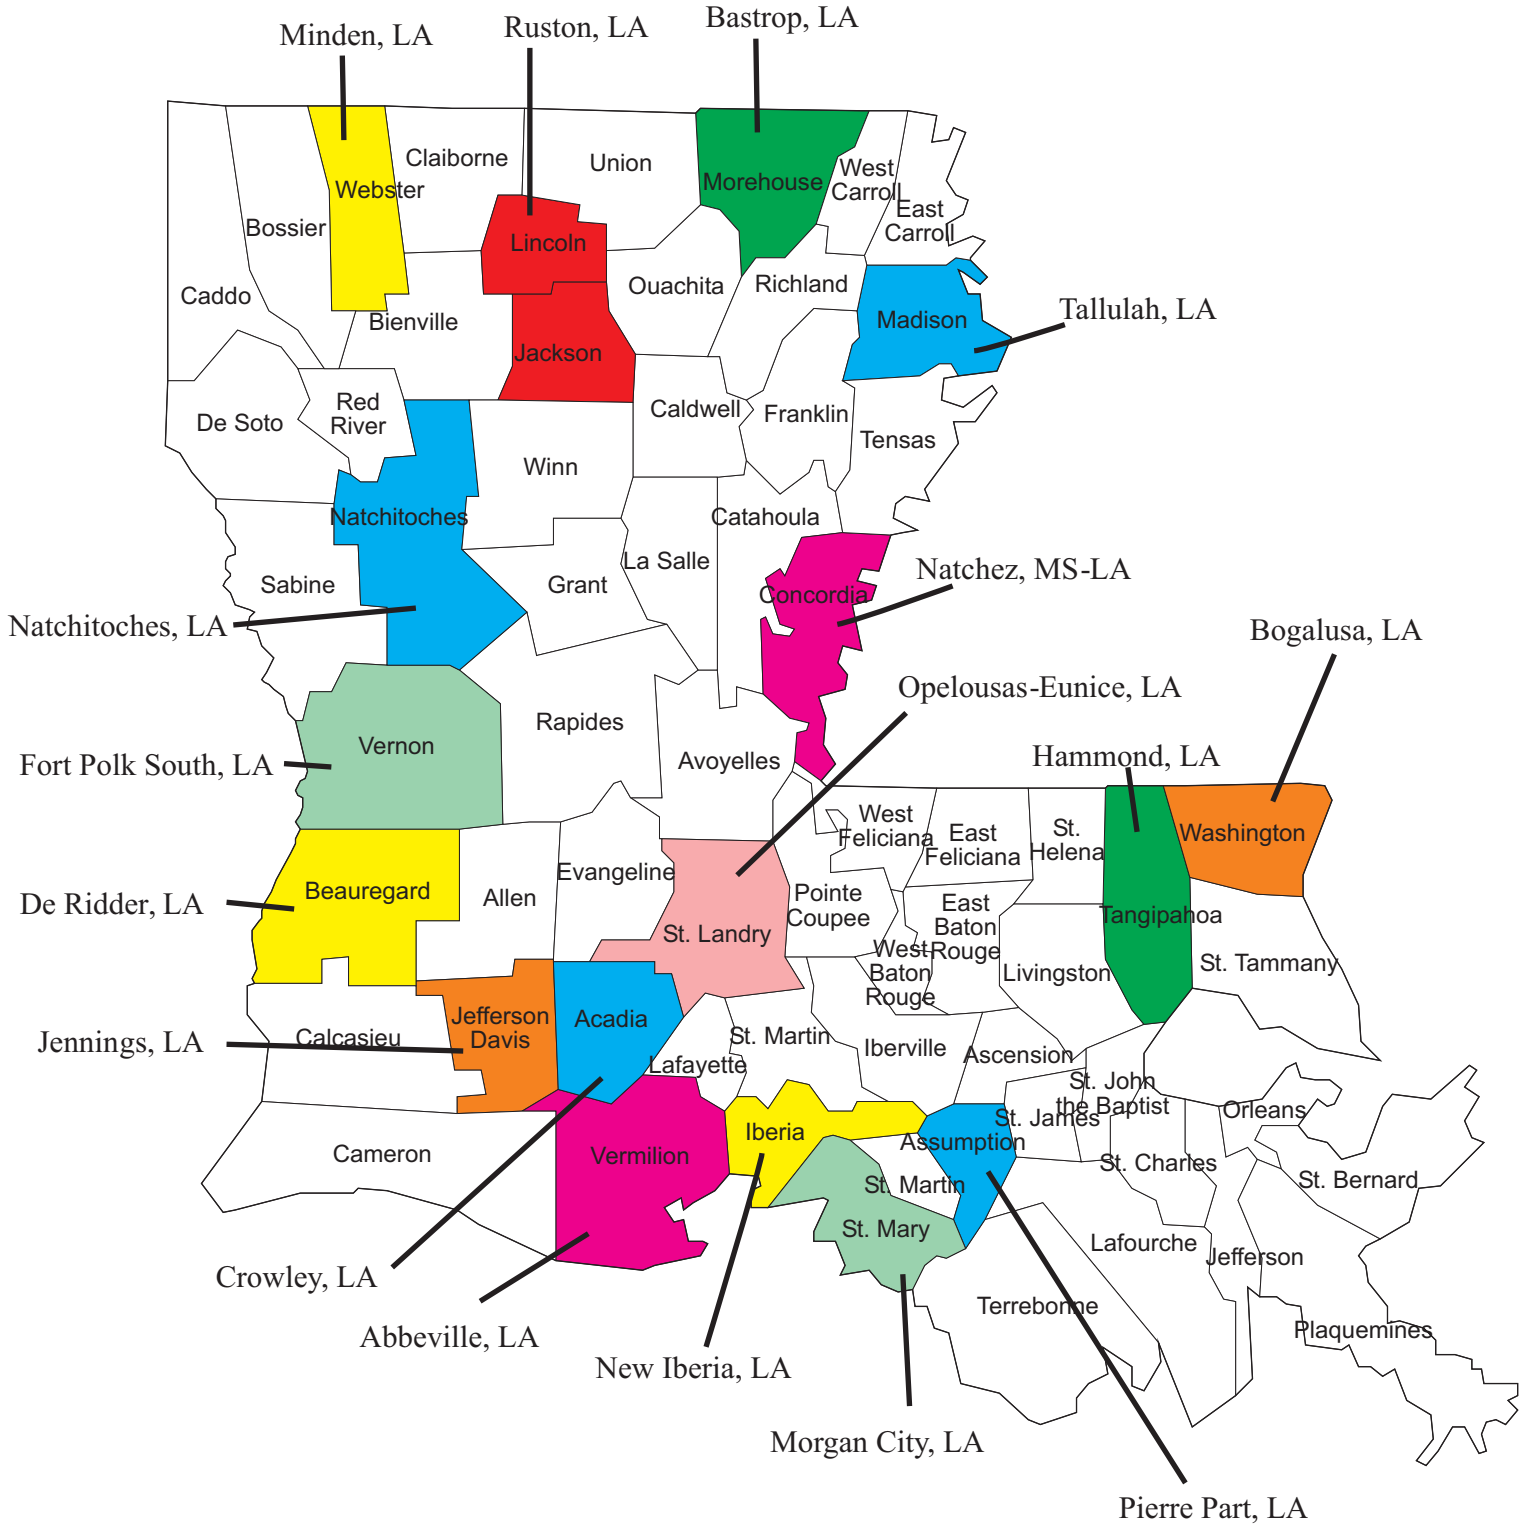 Minden, LA
Ruston, LA
Bastrop, LA
Claiborne
Union
Webster
Morehouse
West
Carroll
East
Carroll
Bossier
Lincoln
Caddo
Ouachita
Richland
Bienville
Madison
Tallulah, LA
Jackson
Red
River
De Soto
Caldwell
Franklin
Tensas
Winn
Natchitoches
Catahoula
La Salle
Sabine
Grant
Concordia
Natchez, MS-LA
Natchitoches, LA
Bogalusa, LA
Opelousas-Eunice, LA
Rapides
Vernon
Fort Polk South, LA
Avoyelles
Hammond, LA
West
Feliciana
East
Feliciana
St.
Helena
Washington
Evangeline
Beauregard
Allen
De Ridder, LA
Pointe
Coupee
East
Baton
Rouge
Tangipahoa
St. Landry
West
Baton
Rouge
Livingston
St. Tammany
Jefferson
Davis
Acadia
Calcasieu
Jennings, LA
St. Martin
Iberville
Ascension
Lafayette
St. John
the Baptist
St. James
Orleans
Iberia
Assumption
Cameron
Vermilion
St. Charles
St. Bernard
St. Martin
St. Mary
Lafourche
Jefferson
Crowley, LA
Terrebonne
Plaquemines
Abbeville, LA
New Iberia, LA
Morgan City, LA
Pierre Part, LA